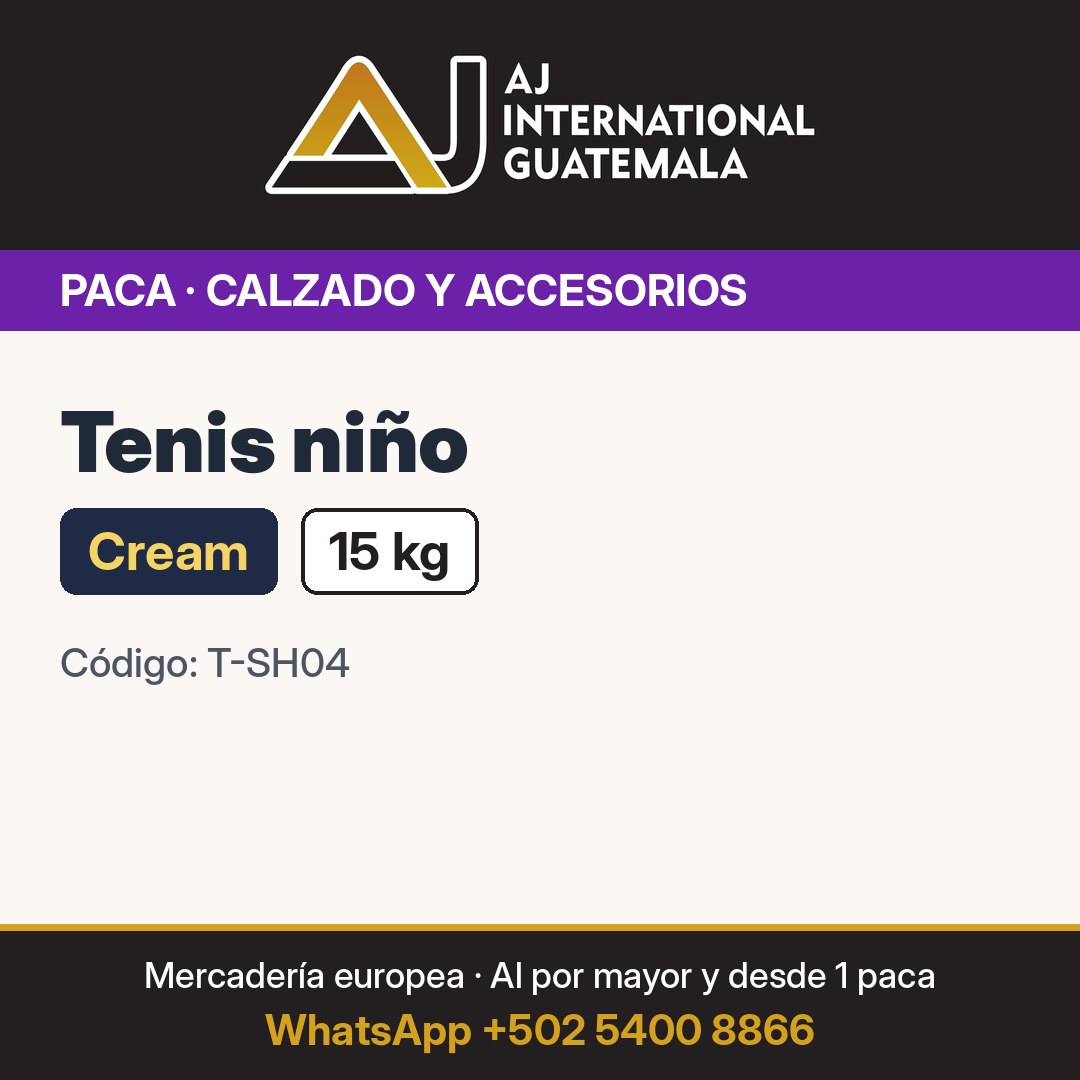 AJ
AJ
INTERNATIONAL
GUATEMALA
PACA · CALZADO Y ACCESORIOS
Tenis niño
Cream
15 kg
Código: T-SH04
Mercadería europea · Al por mayor y desde 1 paca
WhatsApp +502 5400 8866